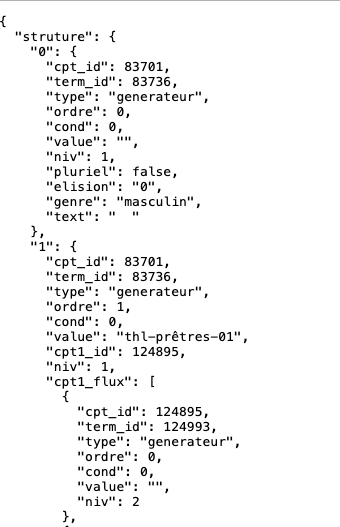 {
  "struture": {
    "0": {
      "cpt_id": 83701,
      "term_id": 83736,
      "type": "generateur",
      "ordre": 0,
      "cond": 0,
      "value": "",
      "niv": 1,
      "pluriel": false,
      "elision": "0",
      "genre": "masculin",
      "text": "  "
    },
    "1": {
      "cpt_id": 83701,
      "term_id": 83736,
      "type": "generateur",
      "ordre": 1,
      "cond": 0,
      "value": "thl-prêtres-01",
      "cpt1_id": 124895,
      "niv": 1,
      "cpt1_flux": [
        {
          "cpt_id": 124895,
          "term_id": 124993,
          "type": "generateur",
          "ordre": 0,
          "cond": 0,
          "value": "",
          "niv": 2
        },